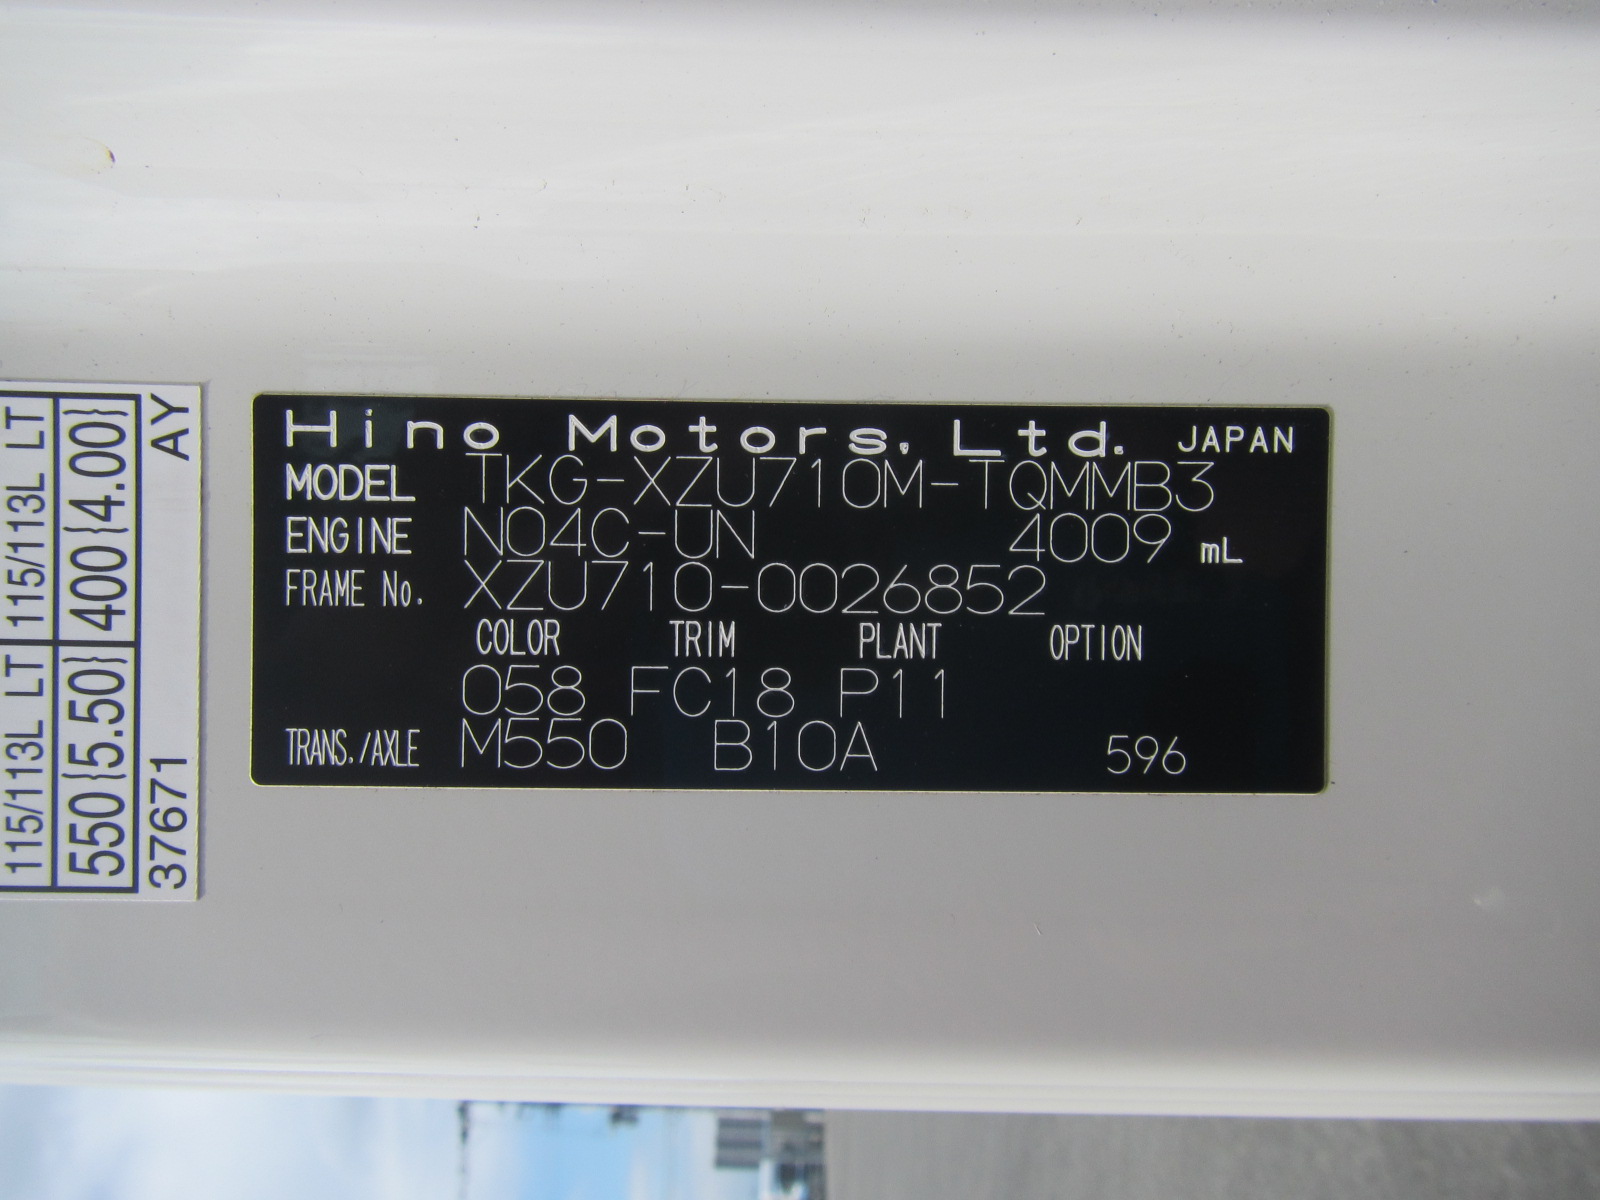 Hino Motors, Ltd. JAPAN
MODEL TKG-XZU710M-TQMMB3
ENGINE N04C-UN 4009 mL
FRAME No. XZU710-0026852
COLOR TRIM PLANT OPTION
058 FC18 P11
TRANS./AXLE M550 B10A 596
115/113L LT 115/113L LT
550{5.50} 400{4.00}
37671 AY